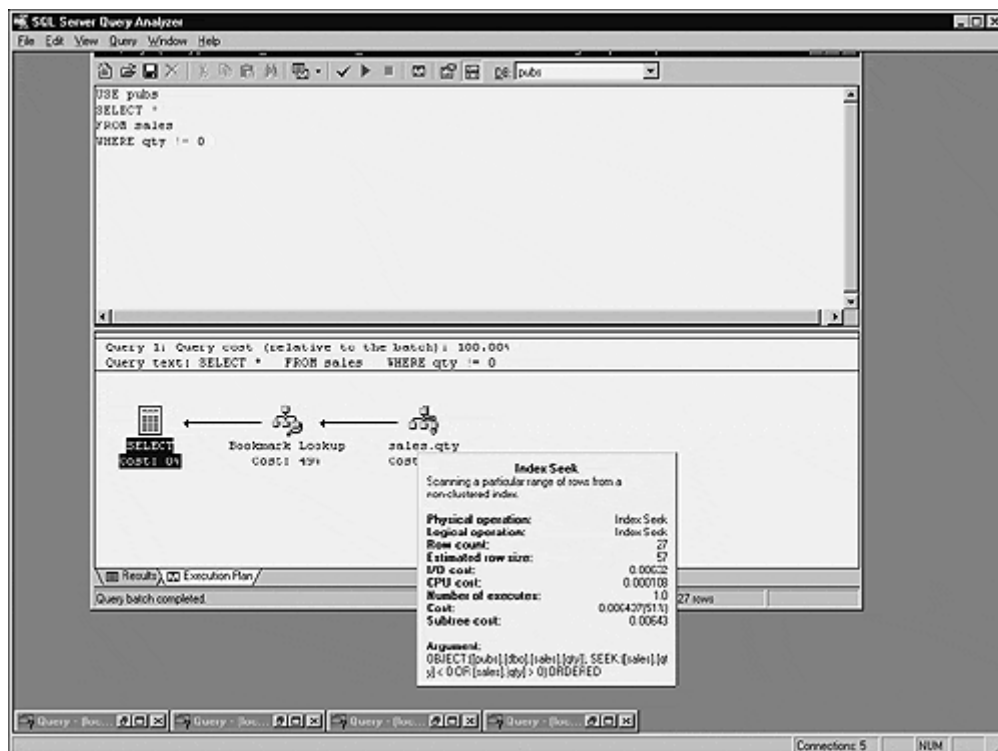 SQL Server Query Analyzer
File Edit View Query Window Help
DB: pubs
USE pubs
SELECT *
FROM sales
WHERE qty != 0
Query 1: Query cost (relative to the batch): 100.00%
Query text: SELECT * FROM sales WHERE qty != 0
SELECT
Cost: 0%
Bookmark Lookup
Cost: 49%
sales.qty
Cost
Index Seek
Scanning a particular range of rows from a
non-clustered index.
Physical operation: Index Seek
Logical operation: Index Seek
Row count: 27
Estimated row size: 57
I/O cost: 0.00632
CPU cost: 0.000108
Number of executes: 1.0
Cost: 0.006437(51%)
Subtree cost: 0.00643
Argument:
OBJECT:([pubs].[dbo].[sales].[qty]), SEEK:([sales].[qt
y] < 0 OR [sales].[qty] > 0) ORDERED
Results Execution Plan
Query batch completed. 27 rows
Query - (loc... Query - (loc... Query - (loc... Query - (loc...
Connections: 5 NUM